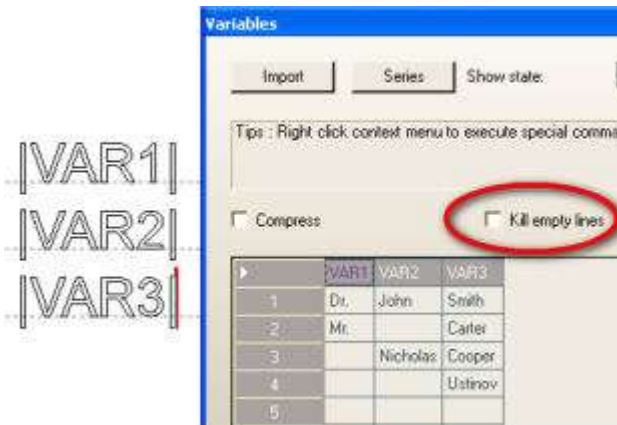 Variables
Import Series Show state:
Tips : Right click context menu to execute special comma
|VAR1|
|VAR2|
|VAR3|
Compress Kill empty lines
VAR1 VAR2 VAR3
1 Dr. John Smith
2 Mr. Carter
3 Nicholas Cooper
4 Ustinov
5